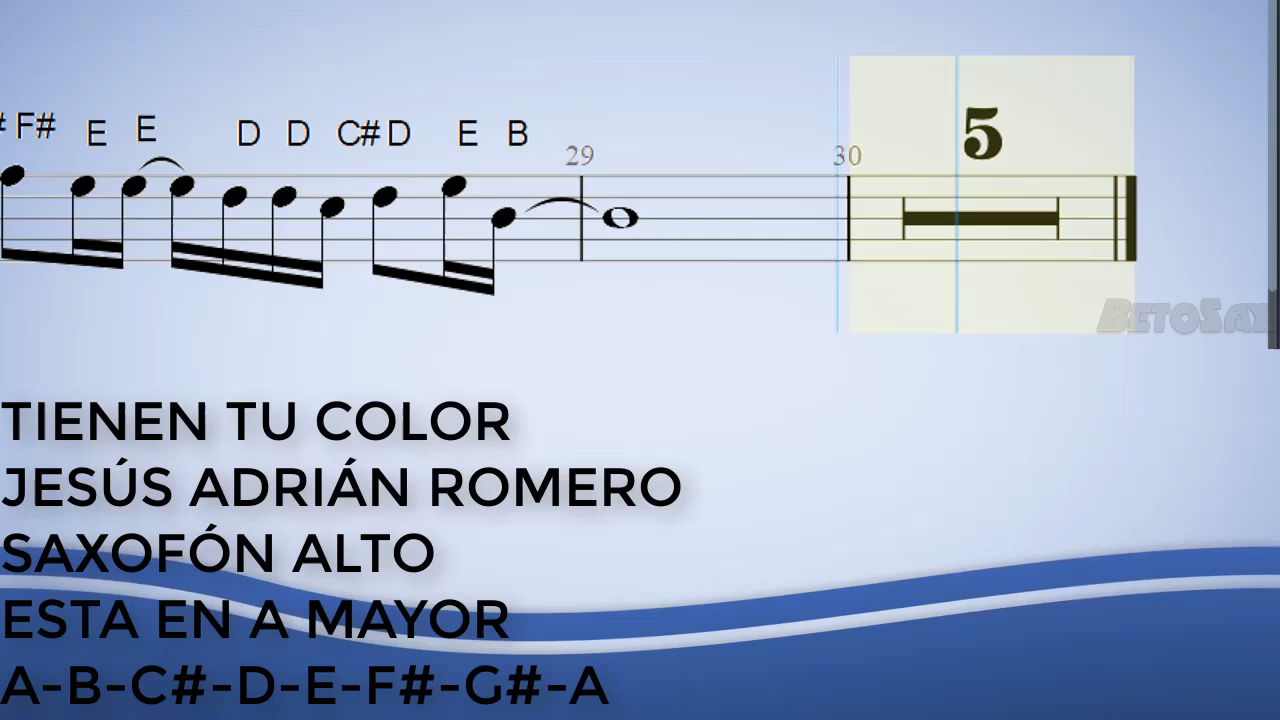 # F# E E D D C# D E B
29 30 5
BETOSAX
TIENEN TU COLOR
JESÚS ADRIÁN ROMERO
SAXOFÓN ALTO
ESTA EN A MAYOR
A-B-C#-D-E-F#-G#-A